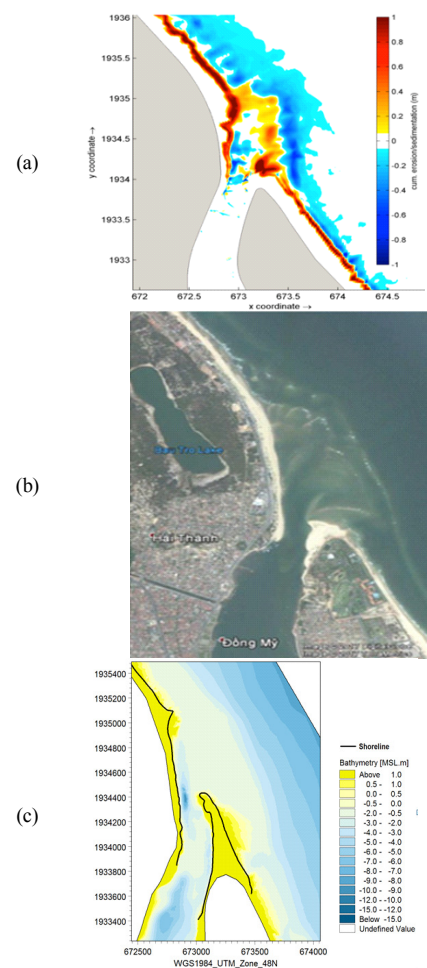 (a)
1936
1935.5
1935
1934.5
1934
1933.5
1933
y coordinate →
672
672.5
673
673.5
674
674.5
x coordinate →
1
0.8
0.6
0.4
0.2
0
-0.2
-0.4
-0.6
-0.8
-1
cum. erosion/sedimentation (m)
(b)
Bau Tro Lake
Hải Thành
Đồng Mỹ
(c)
1935400
1935200
1935000
1934800
1934600
1934400
1934200
1934000
1933800
1933600
1933400
672500
673000
673500
674000
WGS1984_UTM_Zone_48N
Shoreline
Bathymetry [MSL.m]
Above 1.0
0.5 - 1.0
0.0 - 0.5
-0.5 - 0.0
-2.0 - -0.5
-3.0 - -2.0
-4.0 - -3.0
-5.0 - -4.0
-6.0 - -5.0
-7.0 - -6.0
-8.0 - -7.0
-9.0 - -8.0
-10.0 - -9.0
-12.0 - -10.0
-15.0 - -12.0
Below -15.0
Undefined Value